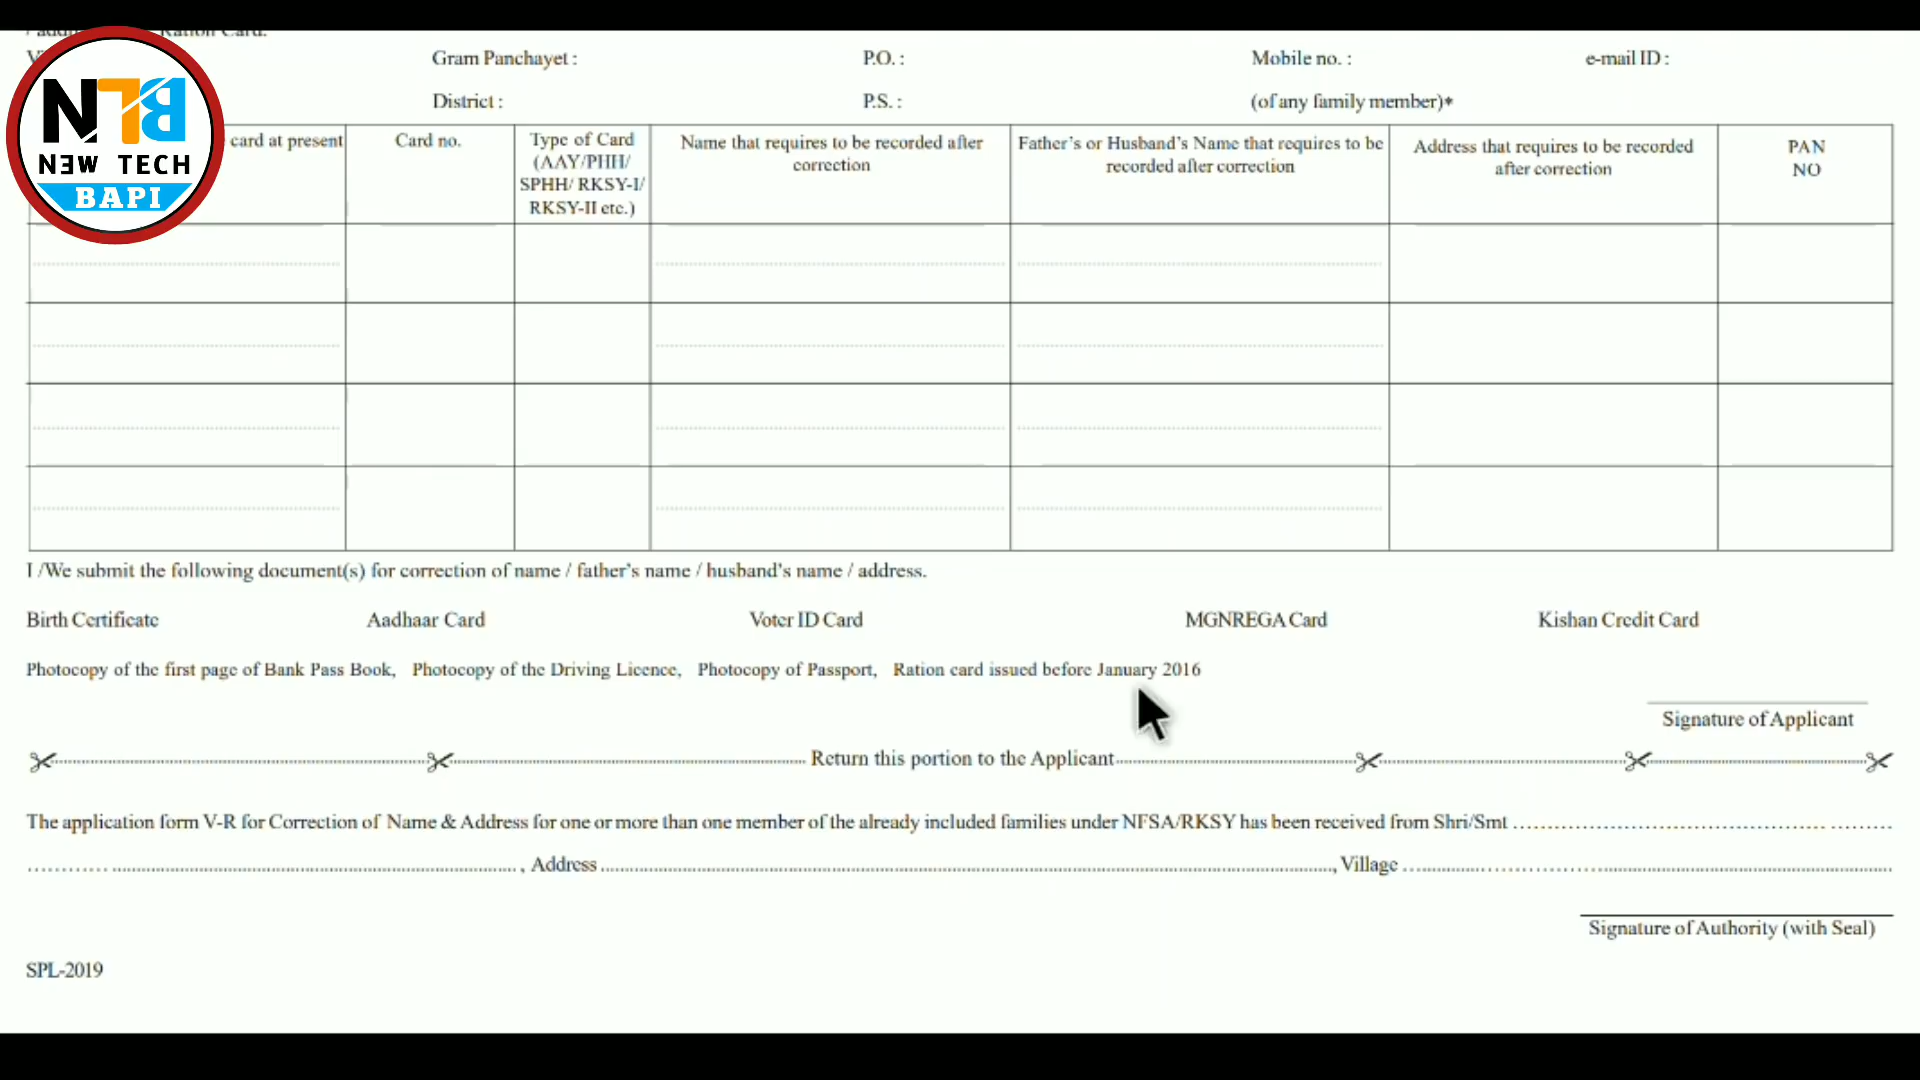 Ration Card.
Gram Panchayet : P.O. : Mobile no. : e-mail ID :
District : P.S. : (of any family member)*
NTB
NEW TECH
BAPI
card at present
Card no.
Type of Card
(AAY/PHH/
SPHH/ RKSY-I/
RKSY-II etc.)
Name that requires to be recorded after
correction
Father's or Husband's Name that requires to be
recorded after correction
Address that requires to be recorded
after correction
PAN
NO
I /We submit the following document(s) for correction of name / father's name / husband's name / address.
Birth Certificate Aadhaar Card Voter ID Card MGNREGA Card Kishan Credit Card
Photocopy of the first page of Bank Pass Book, Photocopy of the Driving Licence, Photocopy of Passport, Ration card issued before January 2016
Signature of Applicant
Return this portion to the Applicant
The application form V-R for Correction of Name & Address for one or more than one member of the already included families under NFSA/RKSY has been received from Shri/Smt
, Address , Village
Signature of Authority (with Seal)
SPL-2019